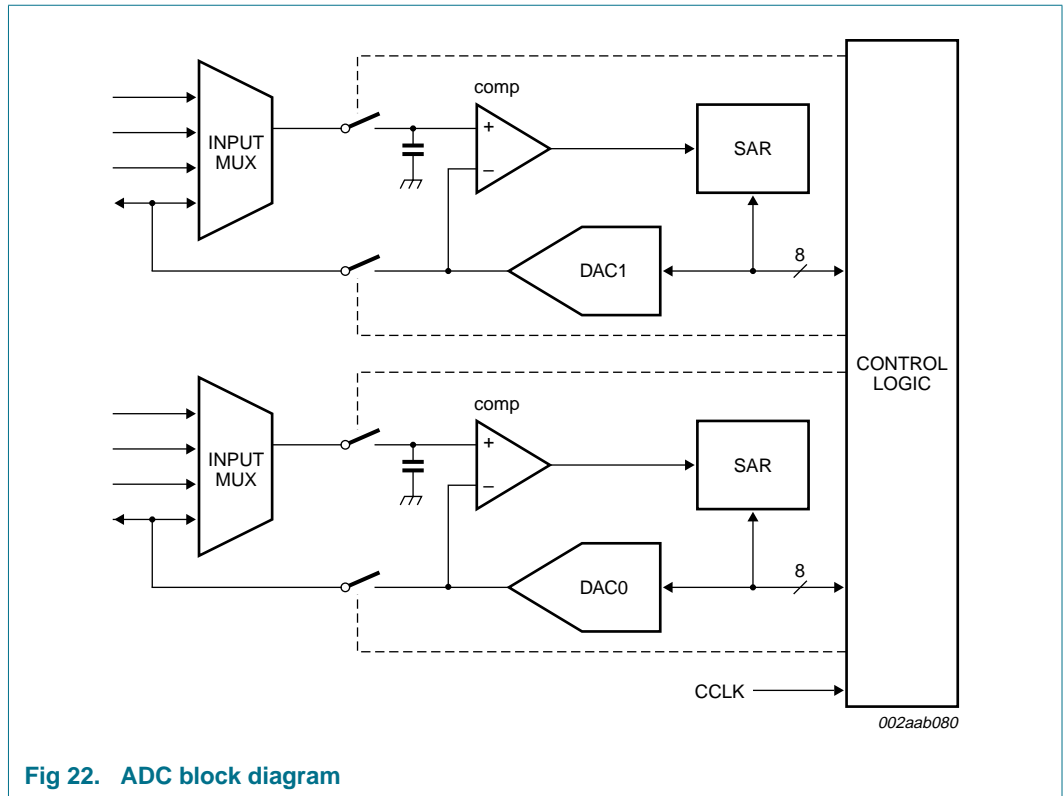 comp
+
–
INPUT
MUX
SAR
DAC1
8
CONTROL
LOGIC
comp
+
–
INPUT
MUX
SAR
DAC0
8
CCLK
002aab080
Fig 22. ADC block diagram